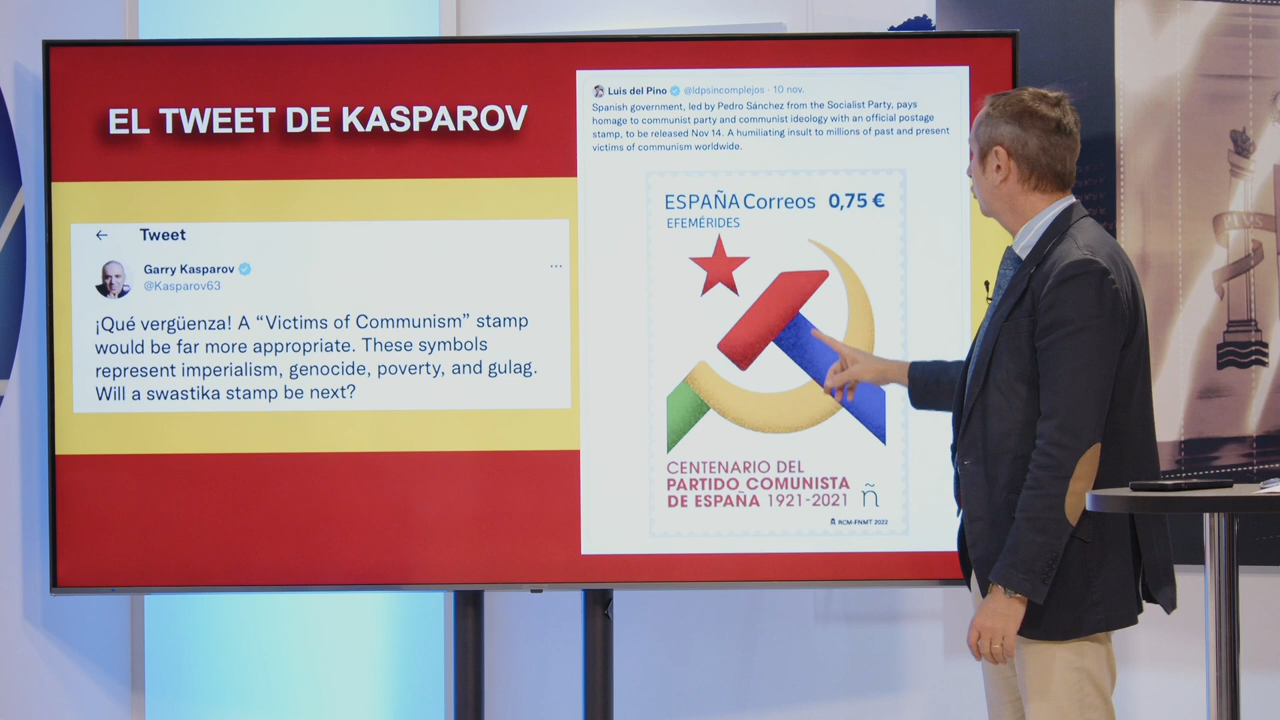 EL TWEET DE KASPAROV
Tweet
Garry Kasparov
@Kasparov63
¡Qué vergüenza! A “Victims of Communism” stamp
would be far more appropriate. These symbols
represent imperialism, genocide, poverty, and gulag.
Will a swastika stamp be next?
Luis del Pino @ldpsincomplejos · 10 nov.
Spanish government, led by Pedro Sánchez from the Socialist Party, pays
homage to communist party and communist ideology with an official postage
stamp, to be released Nov 14. A humiliating insult to millions of past and present
victims of communism worldwide.
ESPAÑA Correos 0,75 €
EFEMÉRIDES
CENTENARIO DEL
PARTIDO COMUNISTA
DE ESPAÑA 1921-2021 ñ
RCM-FNMT 2022
PLUS